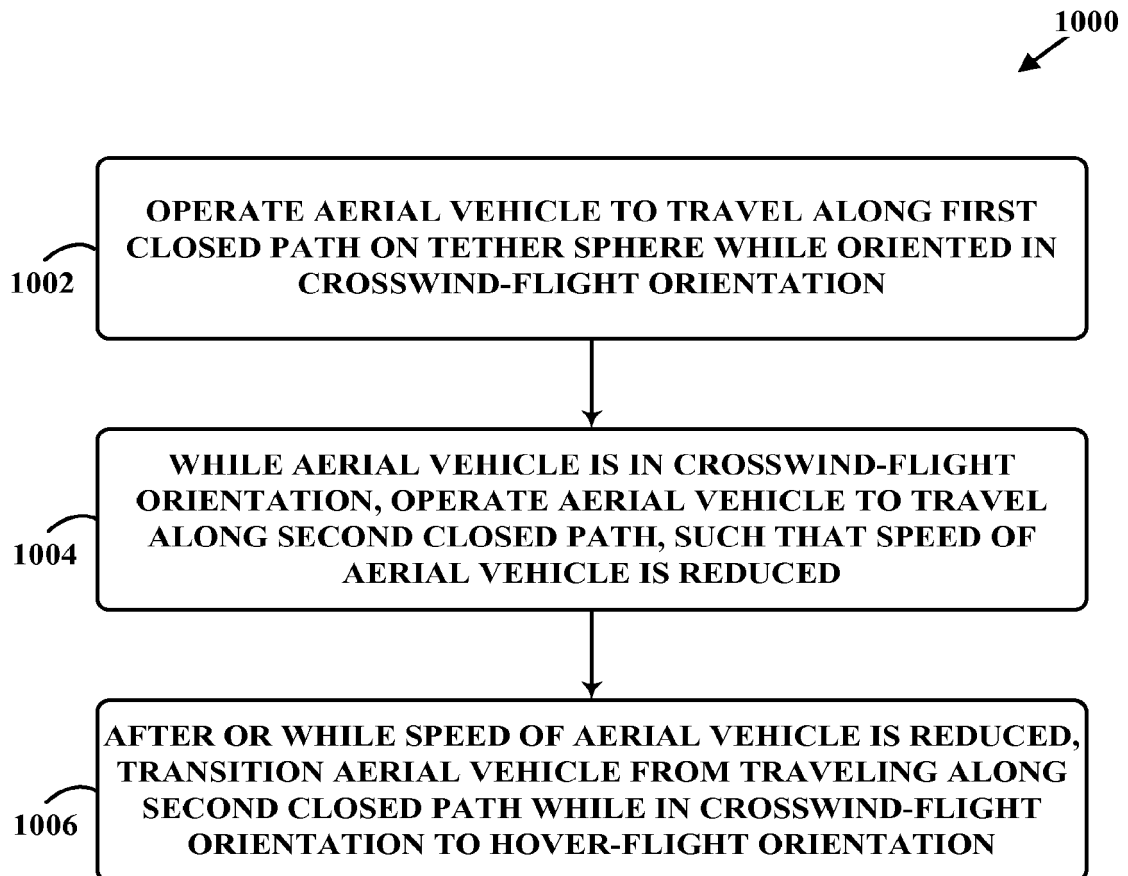 1000
OPERATE AERIAL VEHICLE TO TRAVEL ALONG FIRST
CLOSED PATH ON TETHER SPHERE WHILE ORIENTED IN
CROSSWIND-FLIGHT ORIENTATION
1002
WHILE AERIAL VEHICLE IS IN CROSSWIND-FLIGHT
ORIENTATION, OPERATE AERIAL VEHICLE TO TRAVEL
ALONG SECOND CLOSED PATH, SUCH THAT SPEED OF
AERIAL VEHICLE IS REDUCED
1004
AFTER OR WHILE SPEED OF AERIAL VEHICLE IS REDUCED,
TRANSITION AERIAL VEHICLE FROM TRAVELING ALONG
SECOND CLOSED PATH WHILE IN CROSSWIND-FLIGHT
ORIENTATION TO HOVER-FLIGHT ORIENTATION
1006